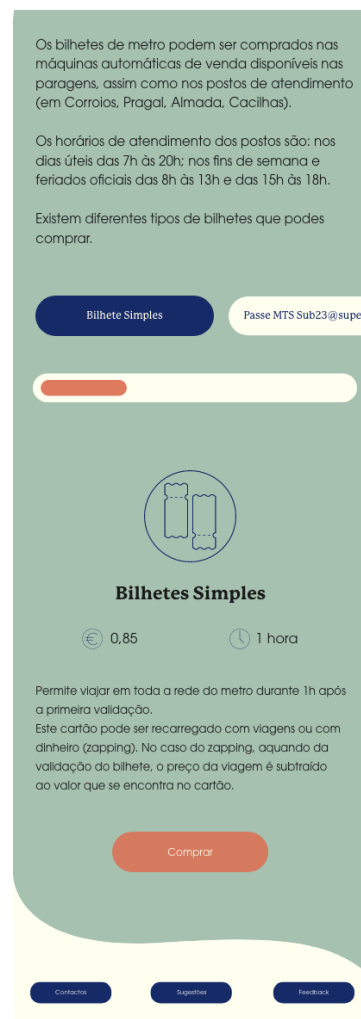 Os bilhetes de metro podem ser comprados nas
máquinas automáticas de venda disponíveis nas
paragens, assim como nos postos de atendimento
(em Corroios, Pragal, Almada, Cacilhas).
Os horários de atendimento dos postos são: nos
dias úteis das 7h às 20h; nos fins de semana e
feriados oficiais das 8h às 13h e das 15h às 18h.
Existem diferentes tipos de bilhetes que podes
comprar.
Bilhete Simples
Passe MTS Sub23@supe
Bilhetes Simples
€ 0,85
1 hora
Permite viajar em toda a rede do metro durante 1h após
a primeira validação.
Este cartão pode ser recarregado com viagens ou com
dinheiro (zapping). No caso do zapping, aquando da
validação do bilhete, o preço da viagem é subtraído
ao valor que se encontra no cartão.
Comprar
Contactos
Sugestões
Feedback